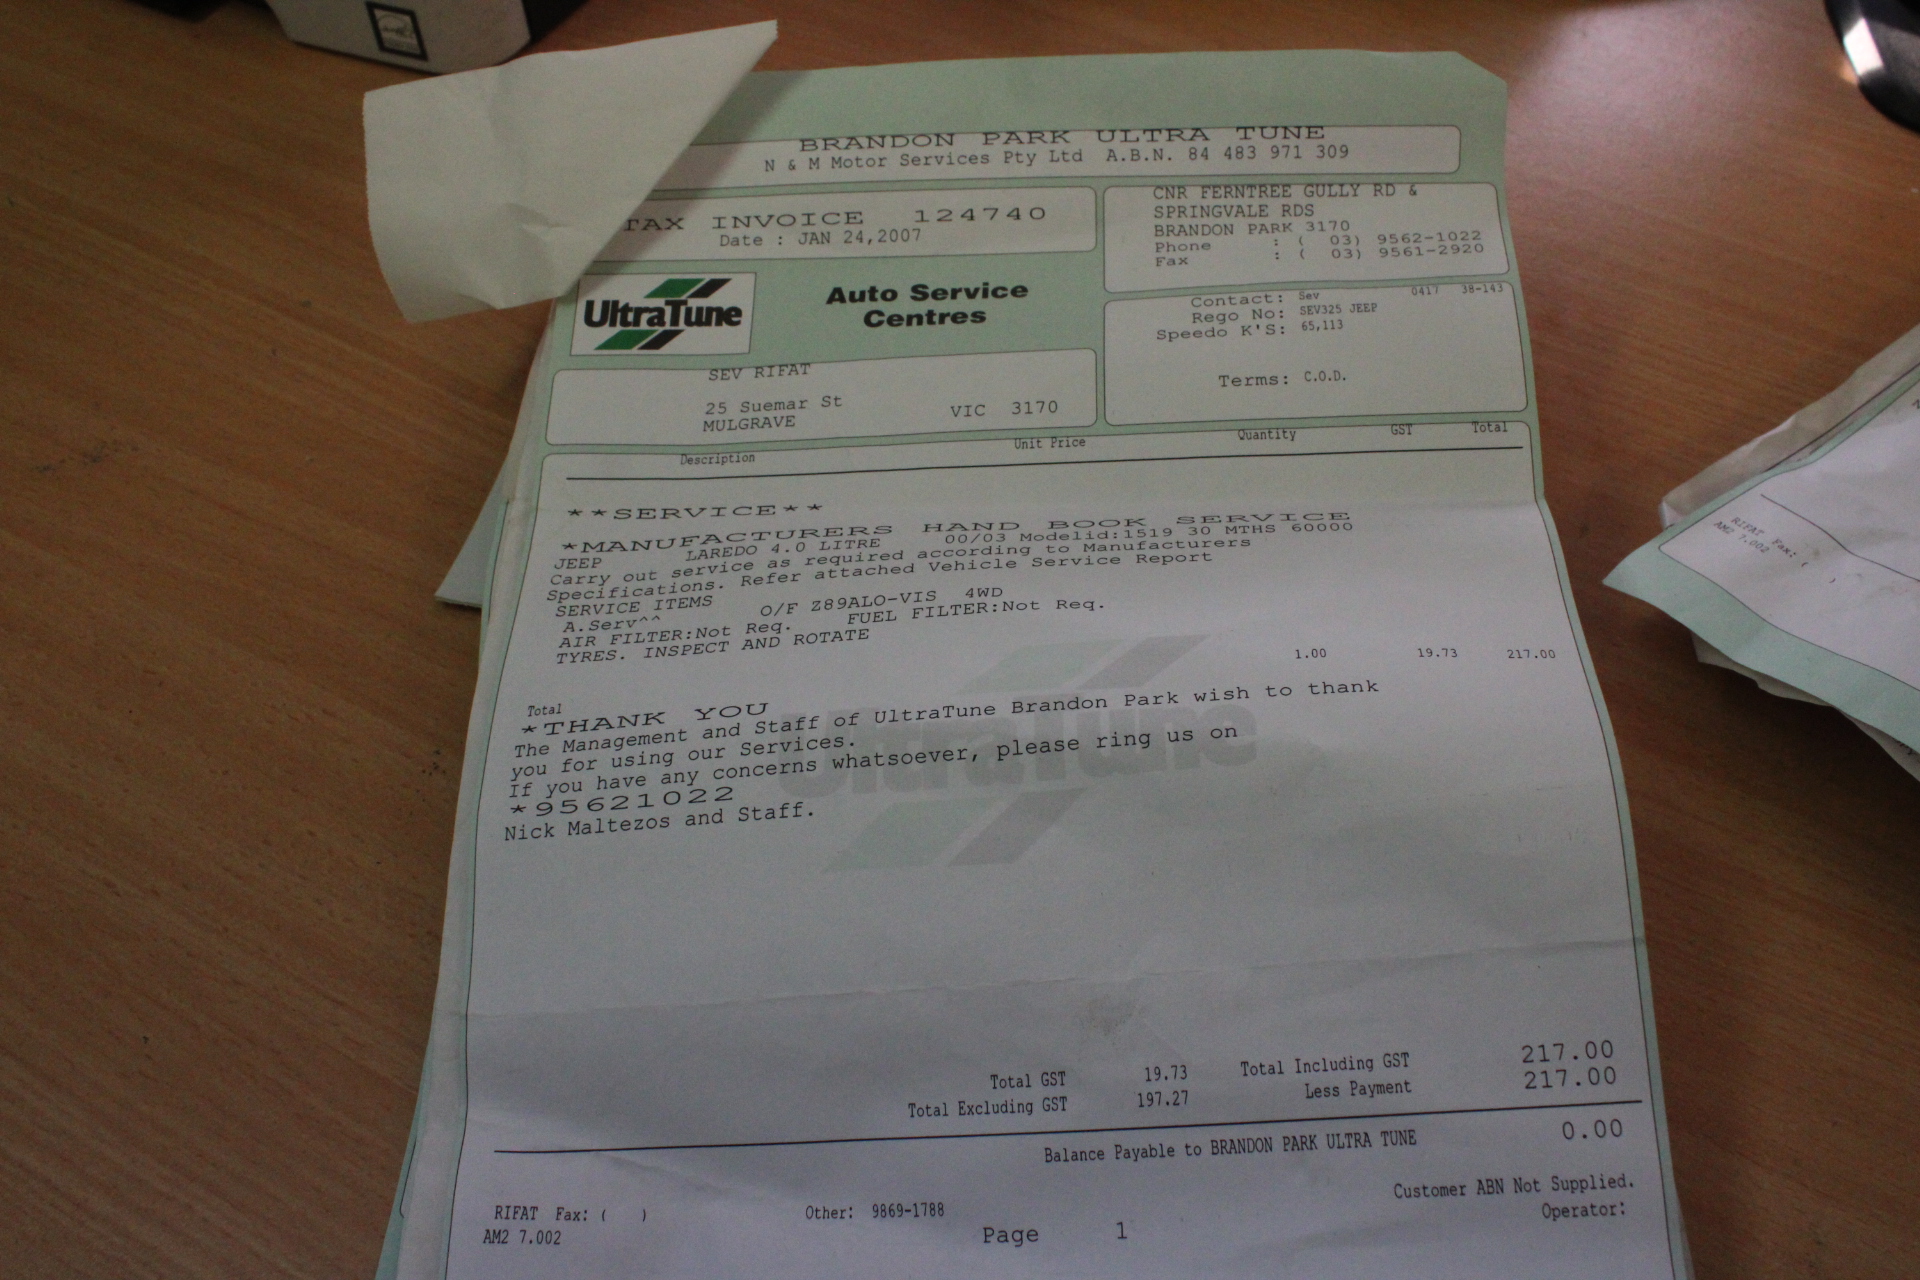 BRANDON PARK ULTRA TUNE
N & M Motor Services Pty Ltd A.B.N. 84 483 971 309
TAX INVOICE 124740
Date : JAN 24,2007
CNR FERNTREE GULLY RD &
SPRINGVALE RDS
BRANDON PARK 3170
Phone : ( 03) 9562-1022
Fax : ( 03) 9561-2920
UltraTune
Auto Service
Centres
Contact: Sev 0417 38-143
Rego No: SEV325 JEEP
Speedo K'S: 65,113
Terms: C.O.D.
SEV RIFAT
25 Suemar St
MULGRAVE VIC 3170
Description Unit Price Quantity GST Total
**SERVICE**
*MANUFACTURERS HAND BOOK SERVICE
JEEP LAREDO 4.0 LITRE 00/03 Modelid:1519 30 MTHS 60000
Carry out service as required according to Manufacturers
Specifications. Refer attached Vehicle Service Report
SERVICE ITEMS
A.Serv^^ O/F Z89ALO-VIS 4WD
AIR FILTER:Not Req. FUEL FILTER:Not Req.
TYRES. INSPECT AND ROTATE
1.00 19.73 217.00
Total
*THANK YOU
The Management and Staff of UltraTune Brandon Park wish to thank
you for using our Services.
If you have any concerns whatsoever, please ring us on
*95621022
Nick Maltezos and Staff.
UltraTune
Total GST 19.73 Total Including GST 217.00
Total Excluding GST 197.27 Less Payment 217.00
Balance Payable to BRANDON PARK ULTRA TUNE 0.00
Customer ABN Not Supplied.
RIFAT Fax: ( ) Other: 9869-1788 Operator:
AM2 7.002 Page 1
RIFAT Fax: ( )
AM2 7.002